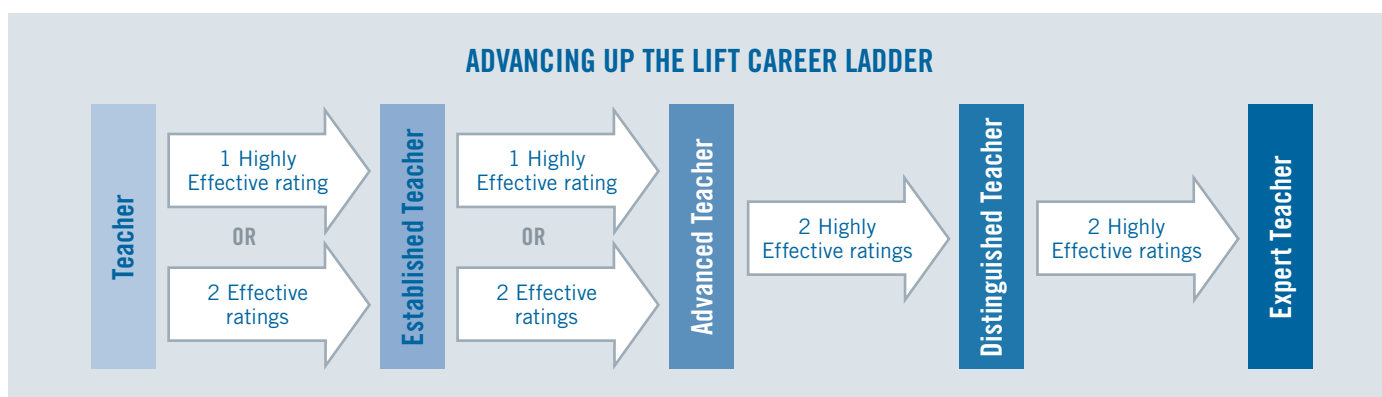 ADVANCING UP THE LIFT CAREER LADDER
Teacher
1 Highly
Effective rating
OR
2 Effective
ratings
Established Teacher
1 Highly
Effective rating
OR
2 Effective
ratings
Advanced Teacher
2 Highly
Effective ratings
Distinguished Teacher
2 Highly
Effective ratings
Expert Teacher